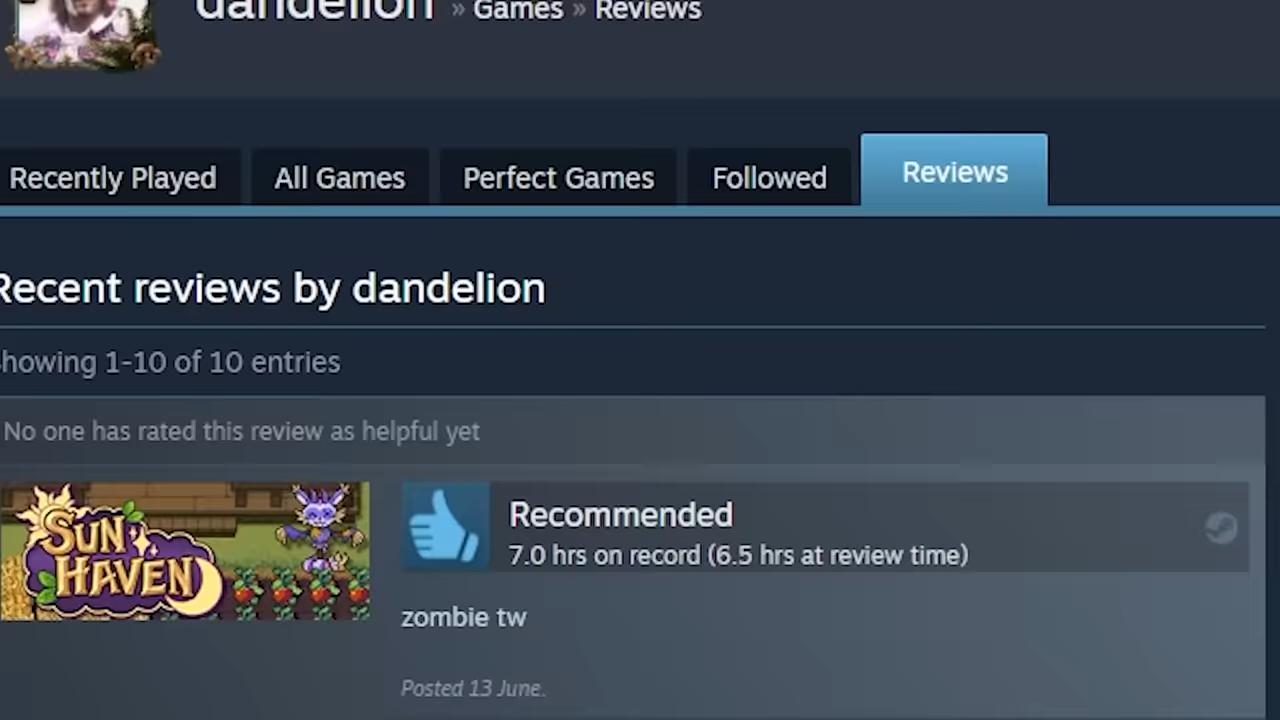 dandelion » Games » Reviews
Recently Played All Games Perfect Games Followed Reviews
Recent reviews by dandelion
howing 1-10 of 10 entries
No one has rated this review as helpful yet
SUN HAVEN
Recommended
7.0 hrs on record (6.5 hrs at review time)
zombie tw
Posted 13 June.